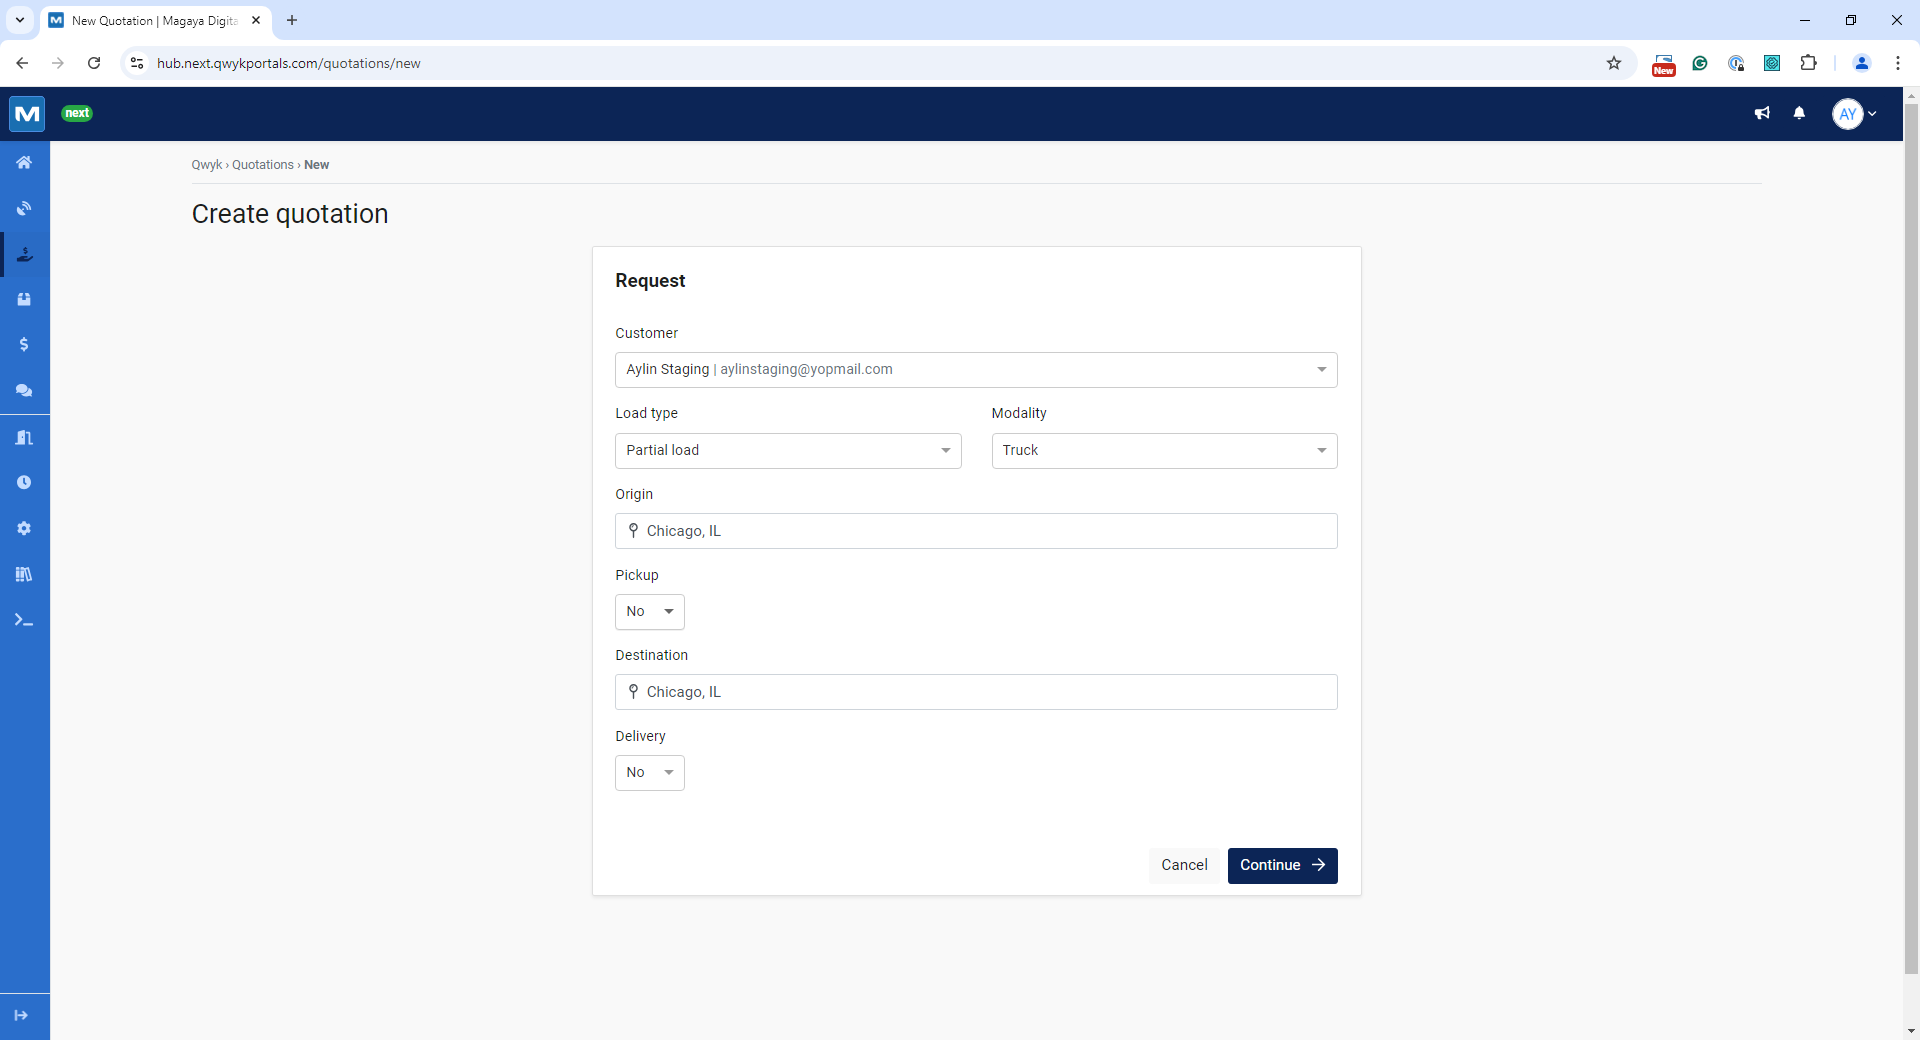 New Quotation | Magaya Digita
hub.next.qwykportals.com/quotations/new
New
M
next
AY
Qwyk › Quotations › New
Create quotation
Request
Customer
Aylin Staging | aylinstaging@yopmail.com
Load type
Modality
Partial load
Truck
Origin
Chicago, IL
Pickup
No
Destination
Chicago, IL
Delivery
No
Cancel
Continue